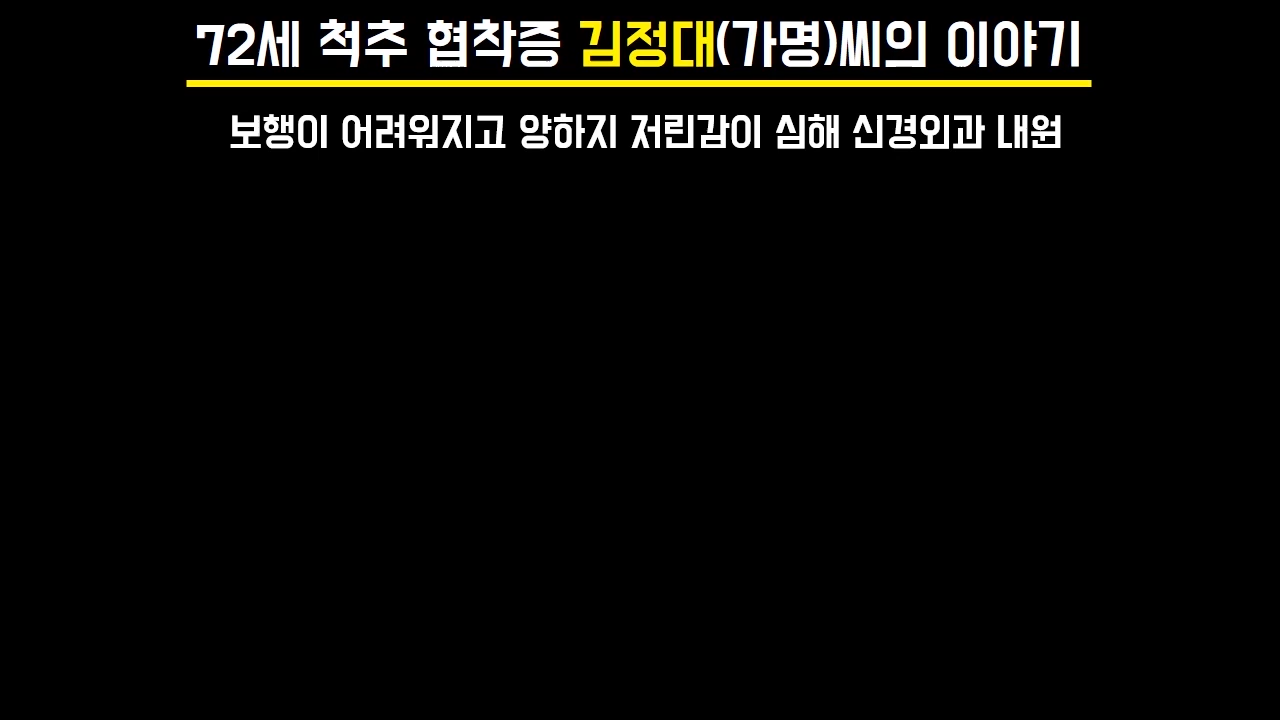 72세 척추 협착증 김정대(가명)씨의 이야기
보행이 어려워지고 양하지 저린감이 심해 신경외과 내원